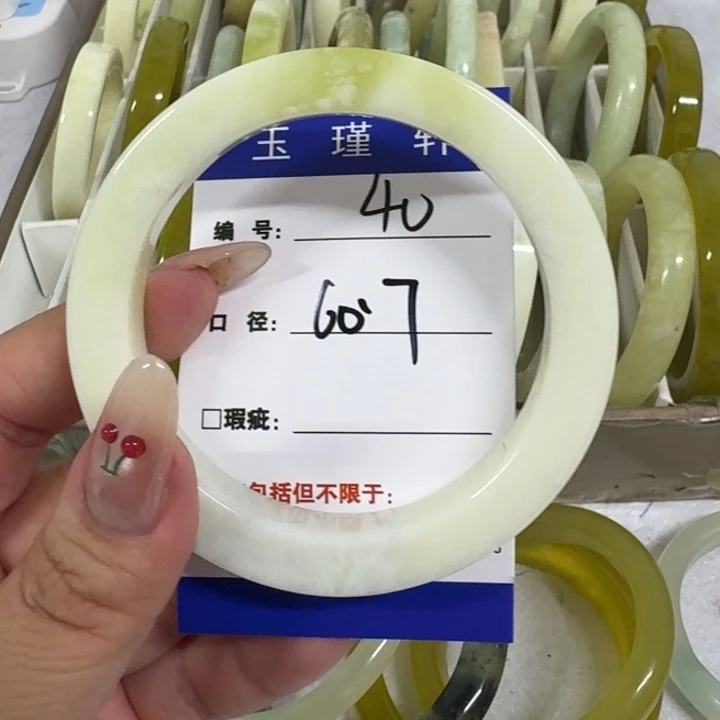 玉 瑾 轩
编 号: 40
口 径: 60.7
□瑕疵:
包括但不限于: